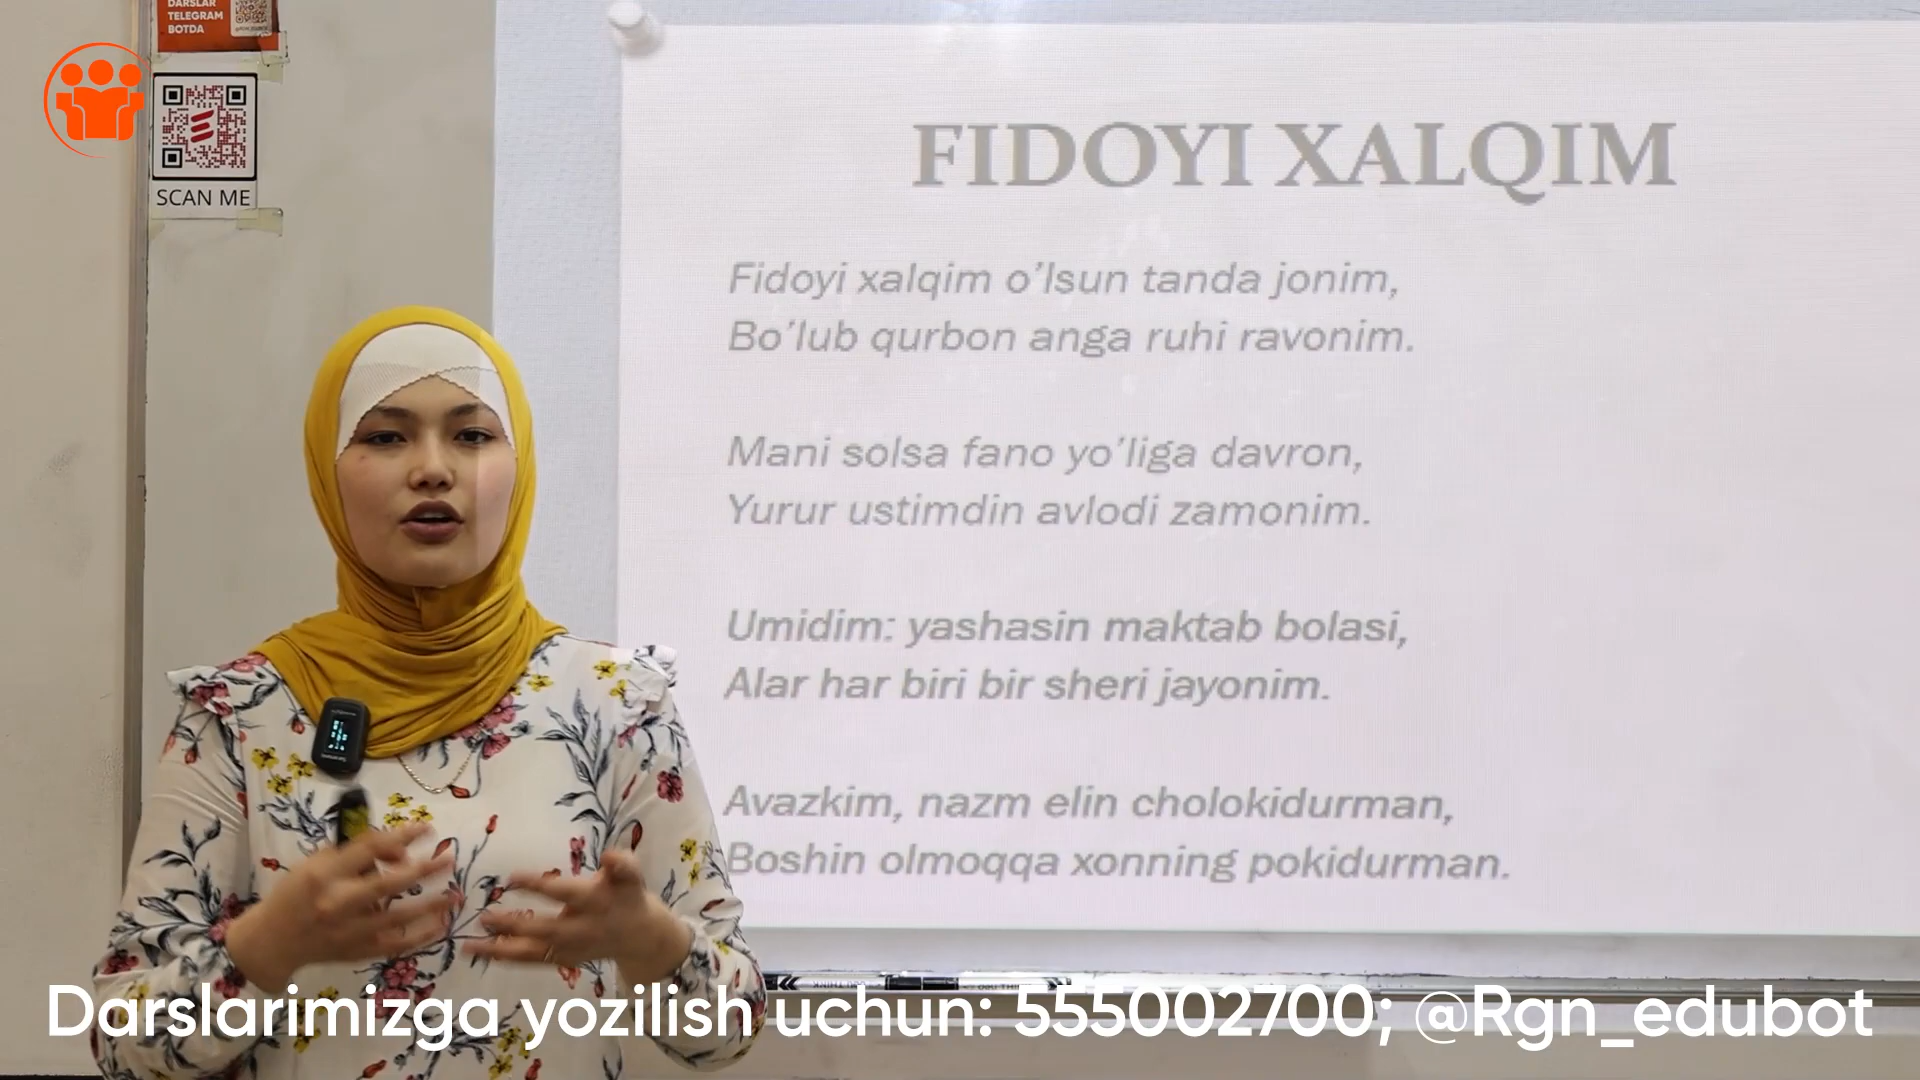 DARSLAR
TELEGRAM
BOTDA
SCAN ME
FIDOYI XALQIM
Fidoyi xalqim o’lsun tanda jonim,
Bo’lub qurbon anga ruhi ravonim.
Mani solsa fano yo’liga davron,
Yurur ustimdin avlodi zamonim.
Umidim: yashasin maktab bolasi,
Alar har biri bir sheri jayonim.
Avazkim, nazm elin cholokidurman,
Boshin olmoqqa xonning pokidurman.
Darslarimizga yozilish uchun: 555002700; @Rgn_edubot